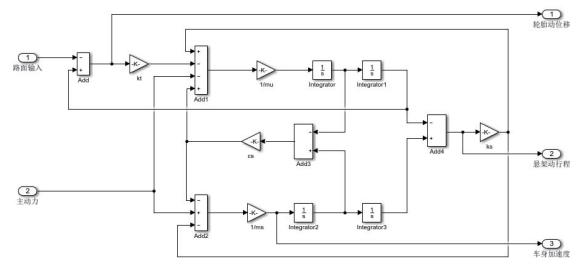 1
轮胎动位移
1
路面输入
Add
-K-
kt
Add1
-K-
1/mu
1
s
Integrator
1
s
Integrator1
-K-
cs
Add3
Add4
-K-
ks
2
悬架动行程
2
主动力
Add2
-K-
1/ms
1
s
Integrator2
1
s
Integrator3
3
车身加速度